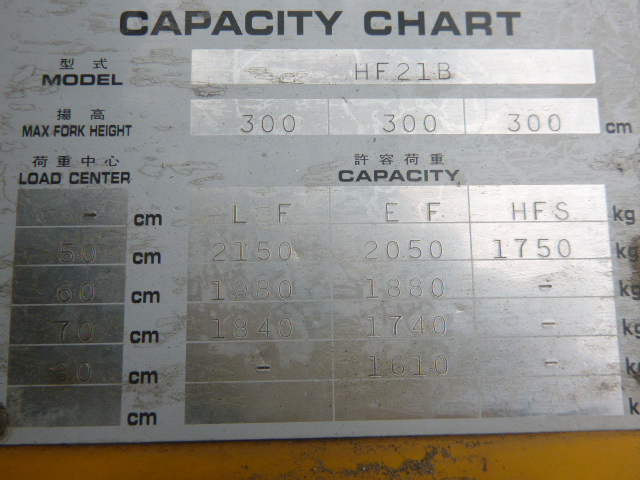 CAPACITY CHART
型式
MODEL HF21B
揚高
MAX FORK HEIGHT 300 300 300 cm
荷重中心 許容荷重
LOAD CENTER CAPACITY
- cm L F E F HFS kg
50 cm 2150 2050 1750 kg
60 cm 1980 1880 - kg
70 cm 1840 1740 - kg
80 cm - 1610 - kg
cm k